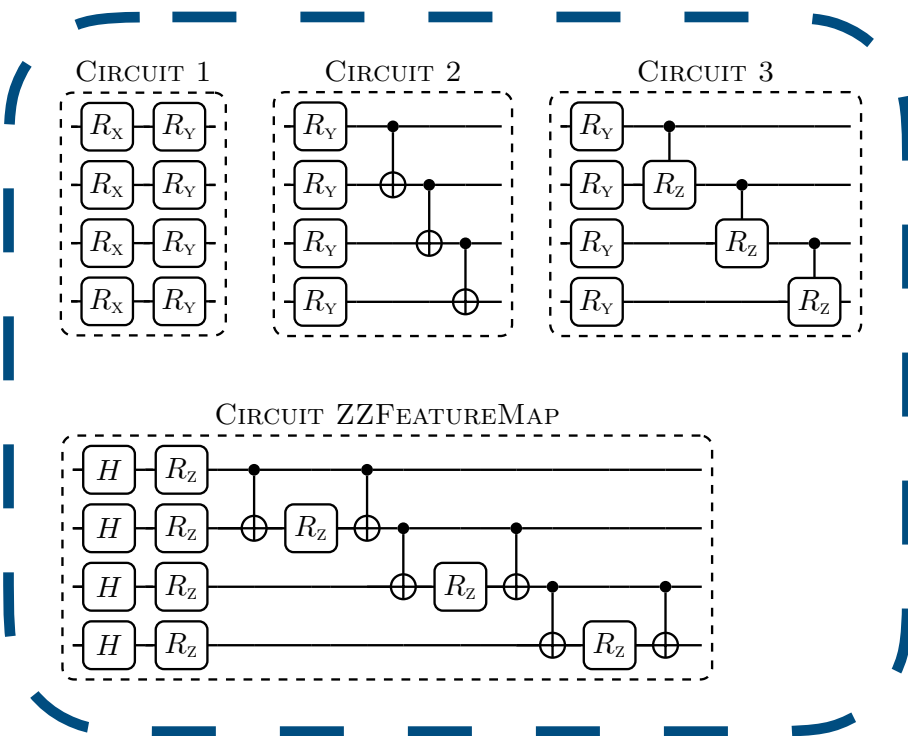 CIRCUIT 1 CIRCUIT 2 CIRCUIT 3
R_X R_Y R_Y R_Y
R_X R_Y R_Y R_Y R_Z
R_X R_Y R_Y R_Y R_Z
R_X R_Y R_Y R_Y R_Z
CIRCUIT ZZFEATUREMAP
H R_Z
H R_Z R_Z
H R_Z R_Z
H R_Z R_Z